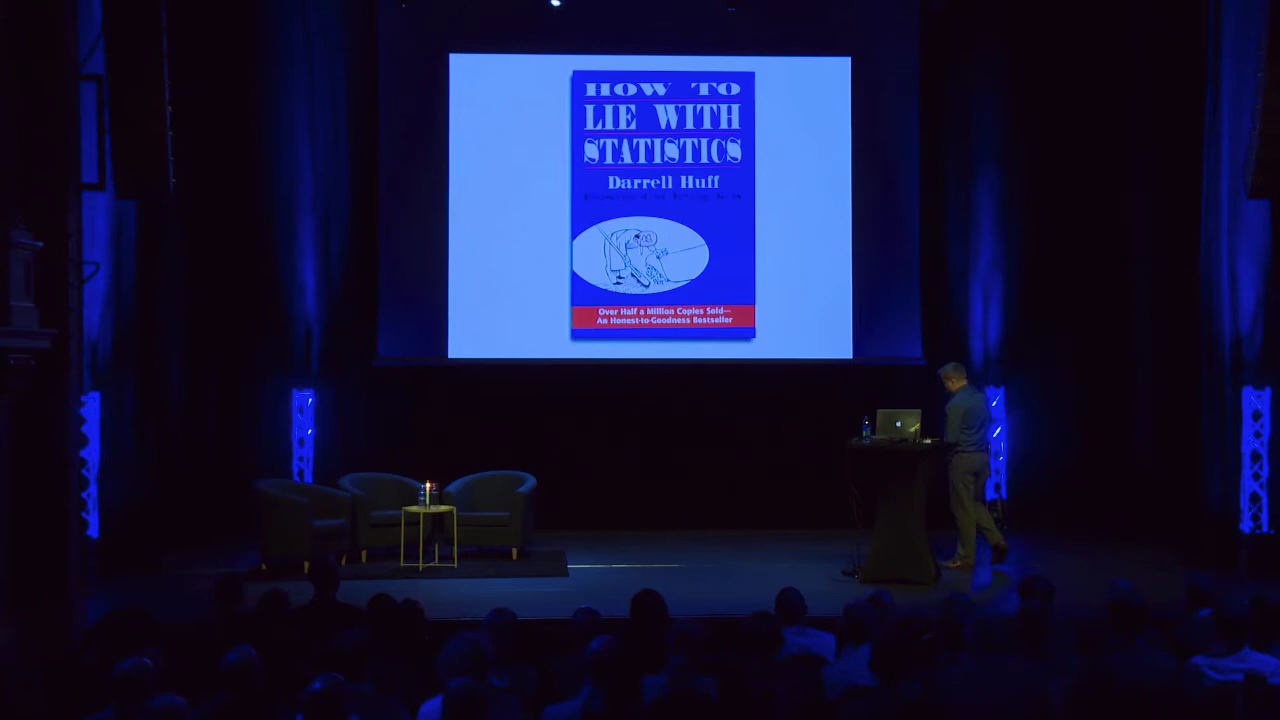 HOW TO
LIE WITH
STATISTICS
Darrell Huff
Over Half a Million Copies Sold—
An Honest-to-Goodness Bestseller